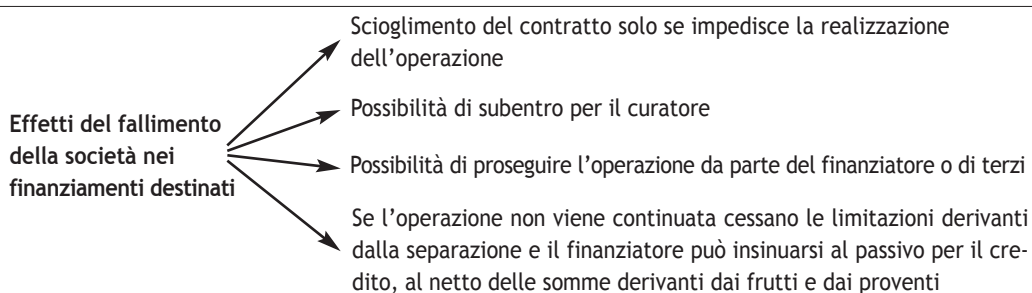 Effetti del fallimento
della società nei
finanziamenti destinati
Scioglimento del contratto solo se impedisce la realizzazione
dell’operazione
Possibilità di subentro per il curatore
Possibilità di proseguire l’operazione da parte del finanziatore o di terzi
Se l’operazione non viene continuata cessano le limitazioni derivanti
dalla separazione e il finanziatore può insinuarsi al passivo per il cre-
dito, al netto delle somme derivanti dai frutti e dai proventi